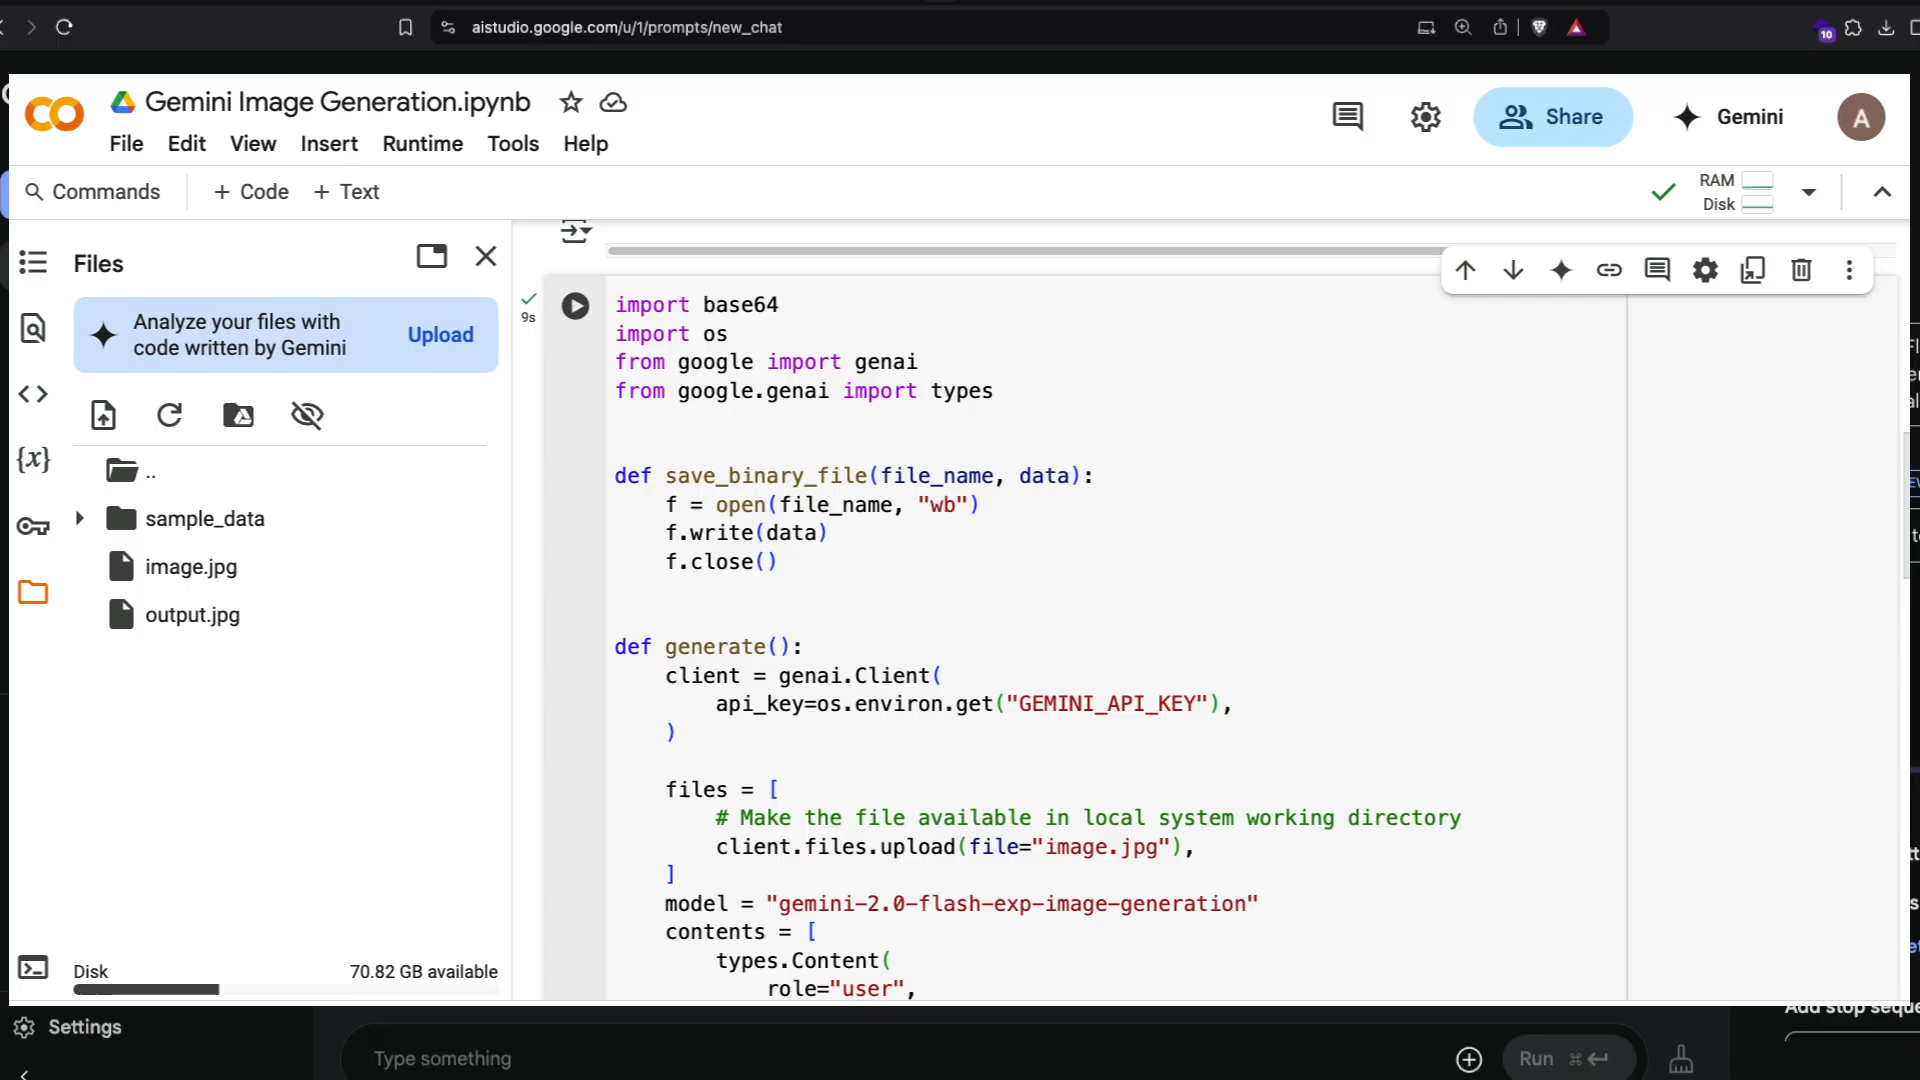 aistudio.google.com/u/1/prompts/new_chat
10
Gemini Image Generation.ipynb
File Edit View Insert Runtime Tools Help
Share
Gemini
A
Commands
+ Code + Text
RAM
Disk
Files
Analyze your files with
code written by Gemini
Upload
..
sample_data
image.jpg
output.jpg
Disk
70.82 GB available
9s
import base64
import os
from google import genai
from google.genai import types
def save_binary_file(file_name, data):
f = open(file_name, "wb")
f.write(data)
f.close()
def generate():
client = genai.Client(
api_key=os.environ.get("GEMINI_API_KEY"),
)
files = [
# Make the file available in local system working directory
client.files.upload(file="image.jpg"),
]
model = "gemini-2.0-flash-exp-image-generation"
contents = [
types.Content(
role="user",
Settings
Type something
Run ⌘ ↵
Add stop seque